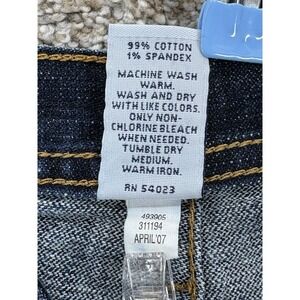 99% COTTON
1% SPANDEX
MACHINE WASH
WARM.
WASH AND DRY
WITH LIKE COLORS.
ONLY NON-
CHLORINE BLEACH
WHEN NEEDED.
TUMBLE DRY
MEDIUM.
WARM IRON.
RN 54023
493905
311194
APRIL'07